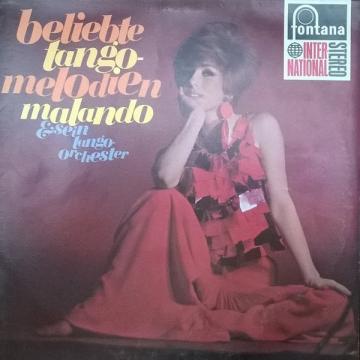 beliebte
tango-
melodien
malando
& sein
tango-
orchester
fontana
INTER
NATIONAL
STEREO